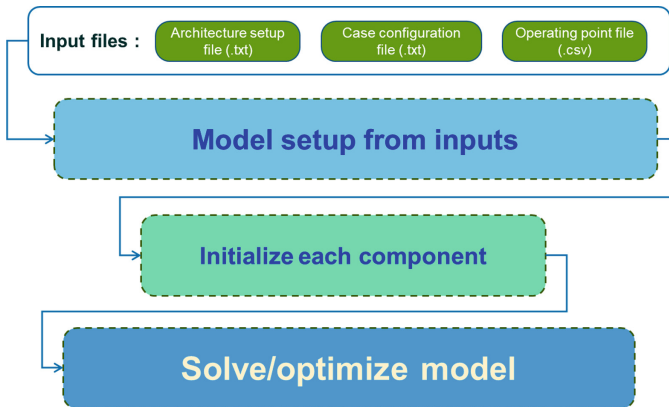 Input files :
Architecture setup
file (.txt)
Case configuration
file (.txt)
Operating point file
(.csv)
Model setup from inputs
Initialize each component
Solve/optimize model